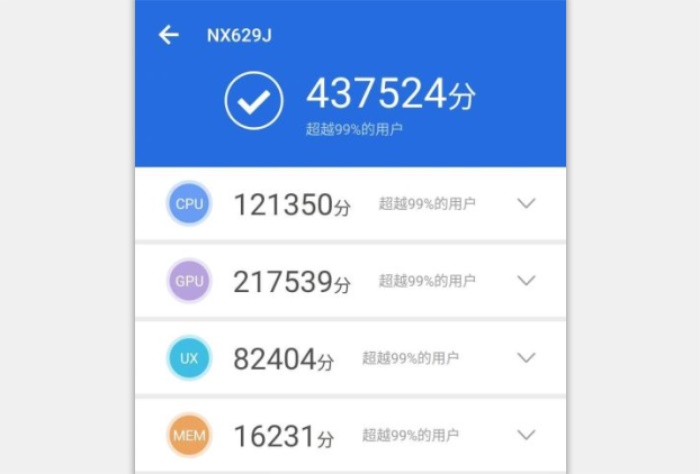 NX629J
437524分
超越99%的用户
CPU 121350分 超越99%的用户
GPU 217539分 超越99%的用户
UX 82404分 超越99%的用户
MEM 16231分 超越99%的用户